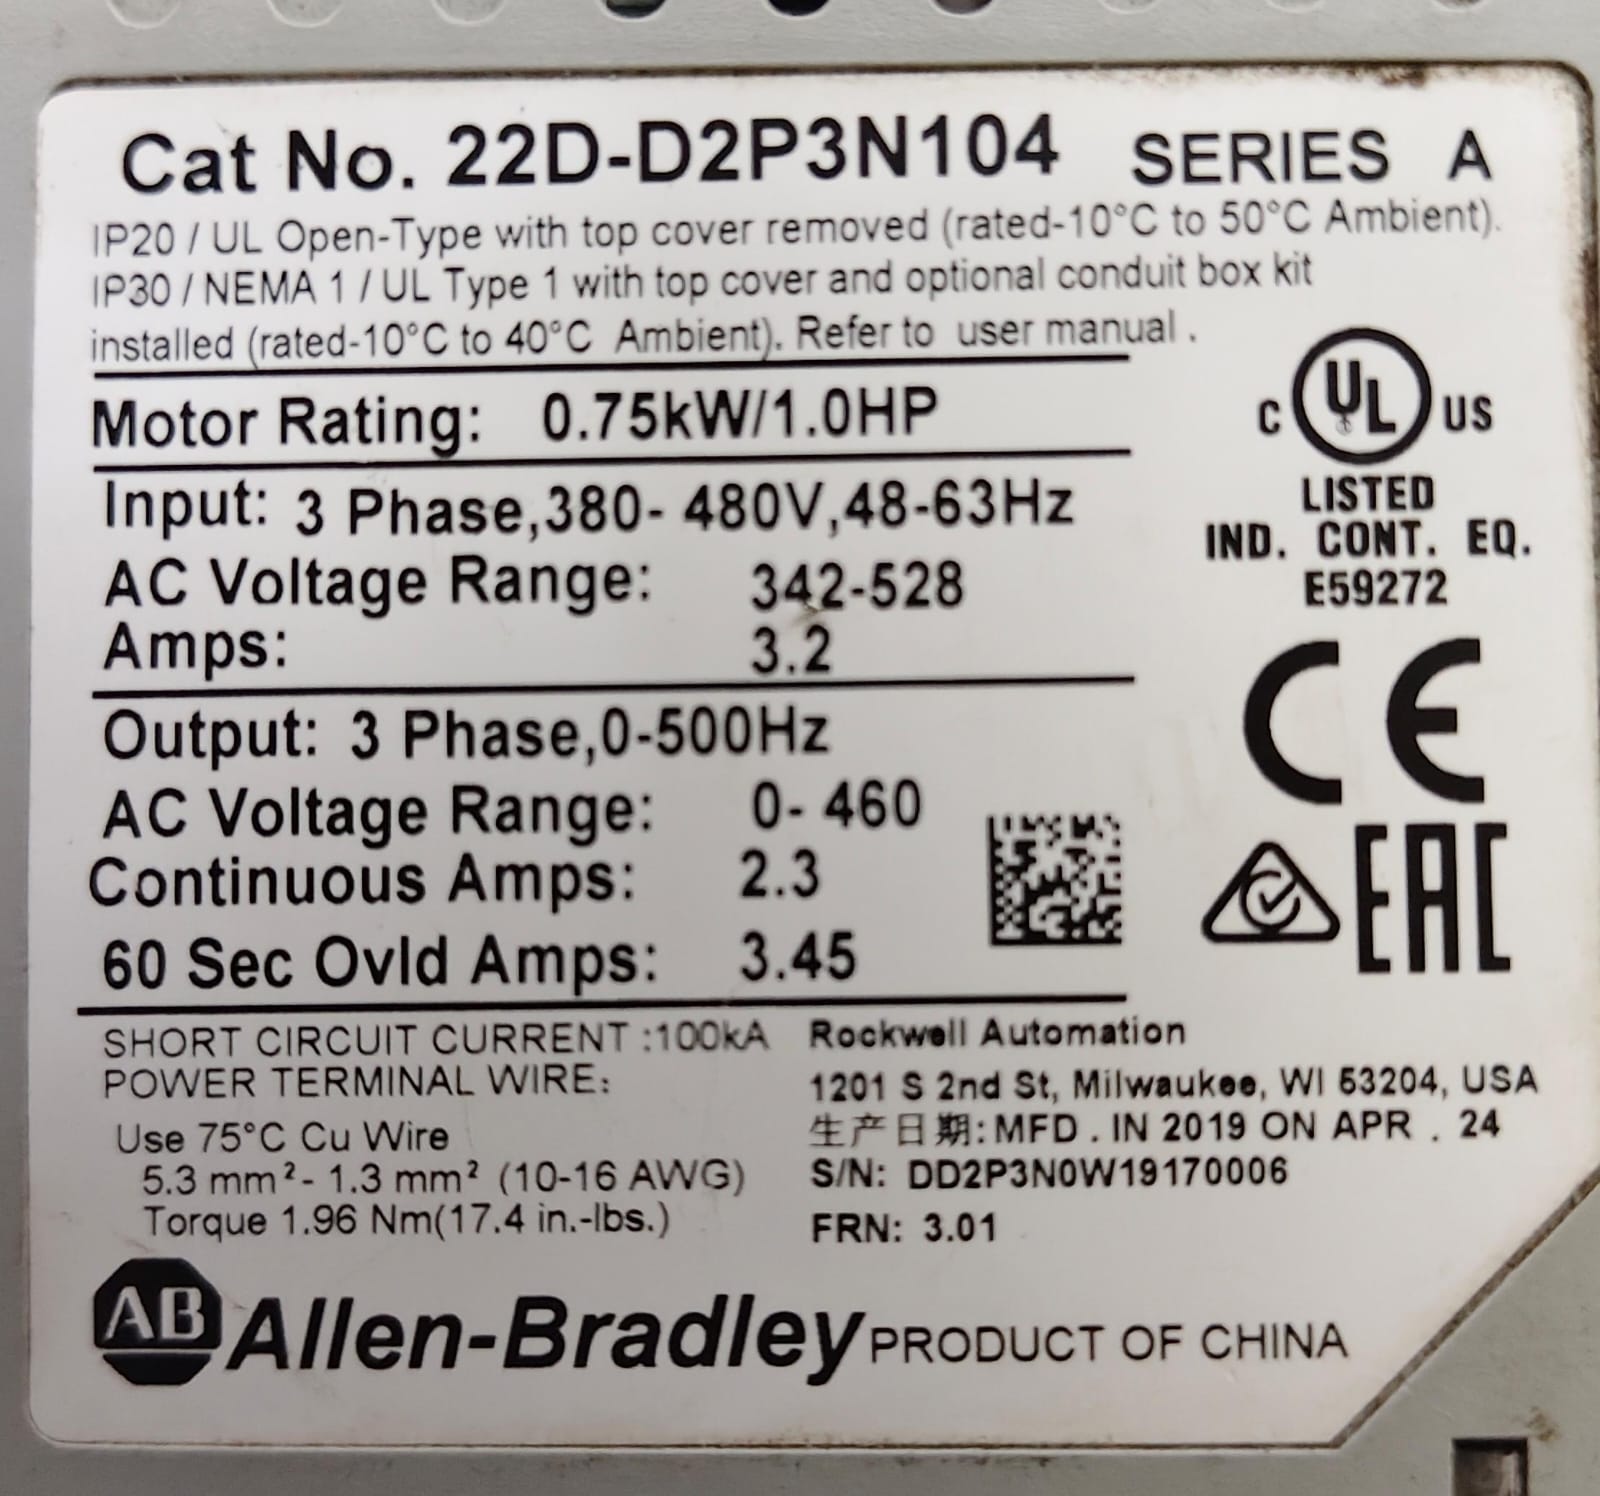 Cat No. 22D-D2P3N104 SERIES A
IP20 / UL Open-Type with top cover removed (rated-10°C to 50°C Ambient).
IP30 / NEMA 1 / UL Type 1 with top cover and optional conduit box kit
installed (rated-10°C to 40°C Ambient). Refer to user manual .
Motor Rating: 0.75kW/1.0HP
C UL US
LISTED
IND. CONT. EQ.
E59272
Input: 3 Phase,380- 480V,48-63Hz
AC Voltage Range: 342-528
Amps: 3.2
CE
Output: 3 Phase,0-500Hz
AC Voltage Range: 0- 460
Continuous Amps: 2.3
60 Sec Ovld Amps: 3.45
EAC
SHORT CIRCUIT CURRENT :100kA
POWER TERMINAL WIRE:
Use 75°C Cu Wire
5.3 mm²- 1.3 mm² (10-16 AWG)
Torque 1.96 Nm(17.4 in.-lbs.)
Rockwell Automation
1201 S 2nd St, Milwaukee, WI 53204, USA
生产日期: MFD . IN 2019 ON APR . 24
S/N: DD2P3N0W19170006
FRN: 3.01
AB Allen-Bradley PRODUCT OF CHINA